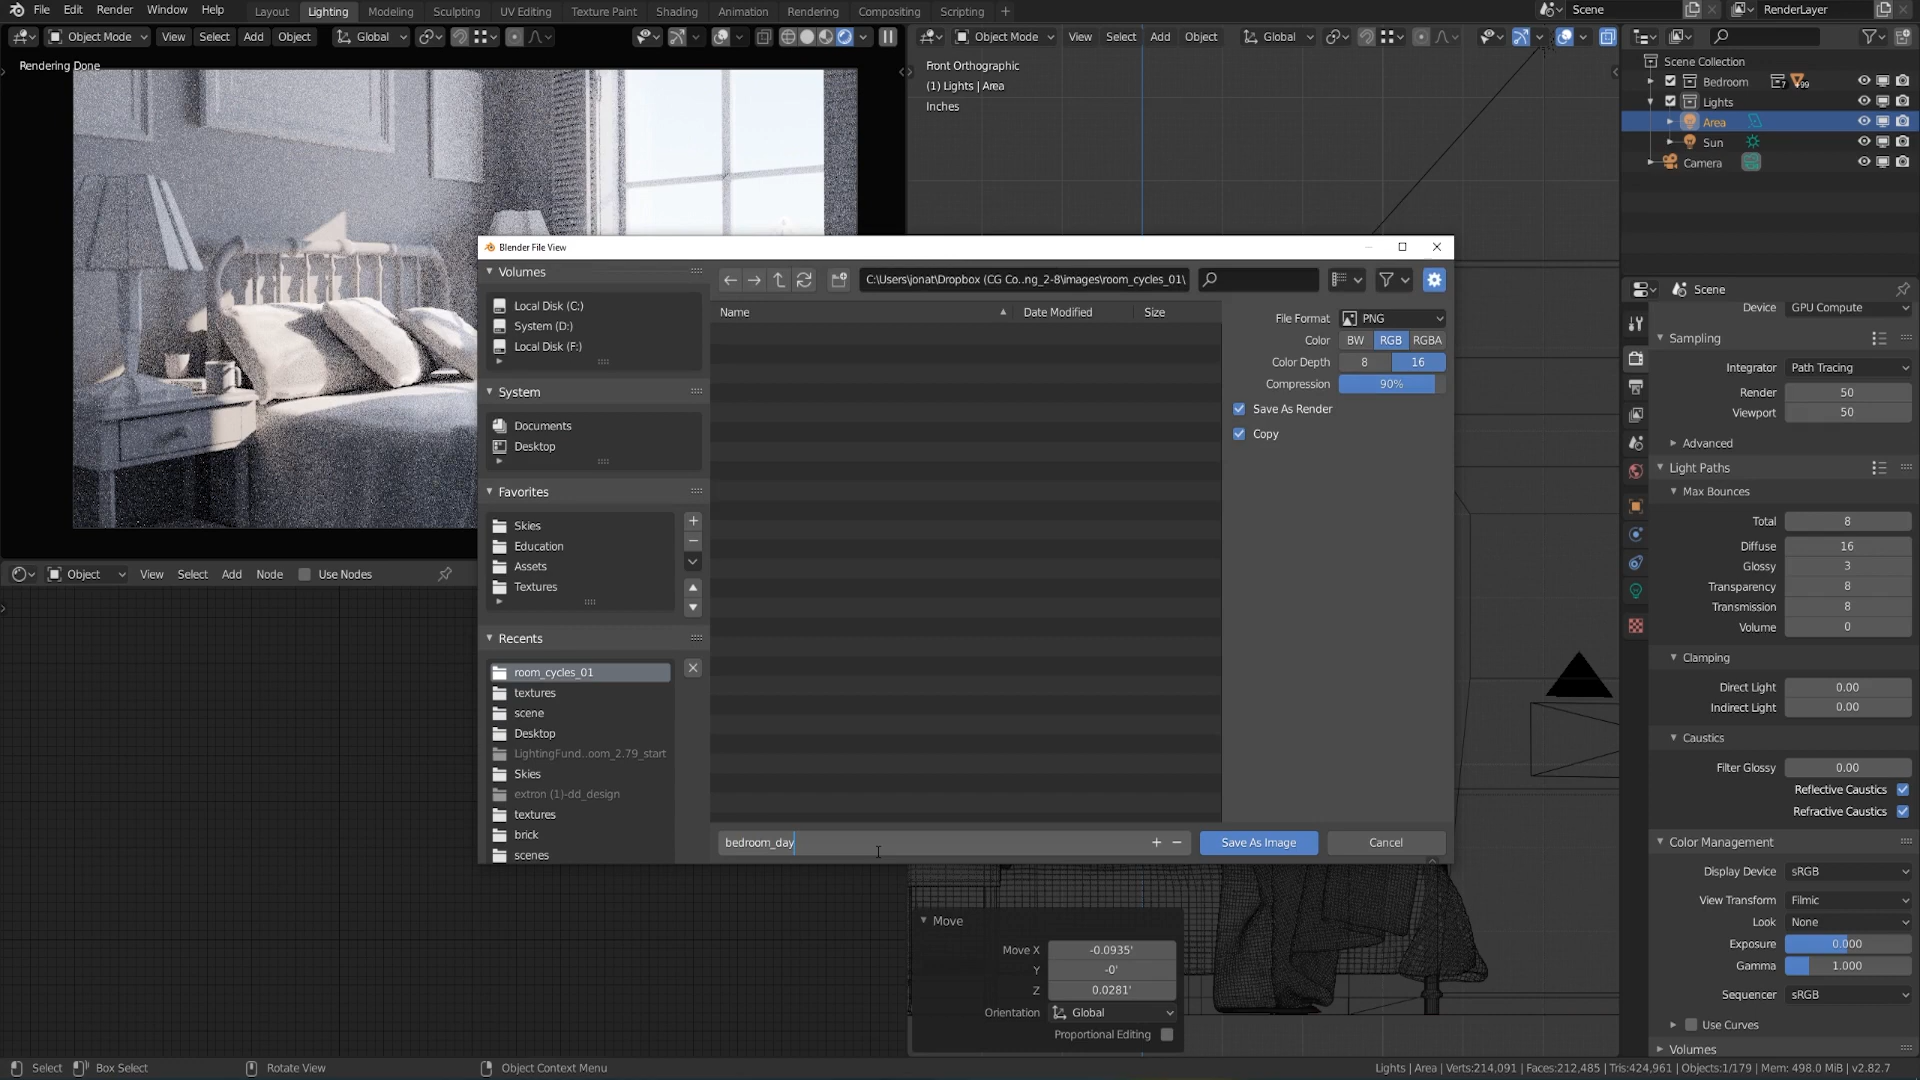 File Edit Render Window Help Layout Lighting Modeling Sculpting UV Editing Texture Paint Shading Animation Rendering Compositing Scripting + Scene RenderLayer
Object Mode View Select Add Object Global
Object Mode View Select Add Object Global
Rendering Done
Front Orthographic
(1) Lights | Area
Inches
Scene Collection
Bedroom 7 99
Lights
Area
Sun
Camera
Blender File View
Volumes
Local Disk (C:)
System (D:)
Local Disk (F:)
System
Documents
Desktop
Favorites
Skies
Education
Assets
Textures
Recents
room_cycles_01
textures
scene
Desktop
LightingFund..oom_2.79_start
Skies
extron (1)-dd_design
textures
brick
scenes
C:\Users\jonat\Dropbox (CG Co..ng_2-8\images\room_cycles_01\
Name Date Modified Size
File Format PNG
Color BW RGB RGBA
Color Depth 8 16
Compression 90%
Save As Render
Copy
bedroom_day + − Save As Image Cancel
Object View Select Add Node Use Nodes
Move
Move X -0.0935'
Y -0'
Z 0.0281'
Orientation Global
Proportional Editing
Scene
Device GPU Compute
Sampling
Integrator Path Tracing
Render 50
Viewport 50
Advanced
Light Paths
Max Bounces
Total 8
Diffuse 16
Glossy 3
Transparency 8
Transmission 8
Volume 0
Clamping
Direct Light 0.00
Indirect Light 0.00
Caustics
Filter Glossy 0.00
Reflective Caustics
Refractive Caustics
Color Management
Display Device sRGB
View Transform Filmic
Look None
Exposure 0.000
Gamma 1.000
Sequencer sRGB
Use Curves
Volumes
Select Box Select Rotate View Object Context Menu Lights | Area | Verts:214,091 | Faces:212,485 | Tris:424,961 | Objects:1/179 | Mem: 498.0 MiB | v2.82.7